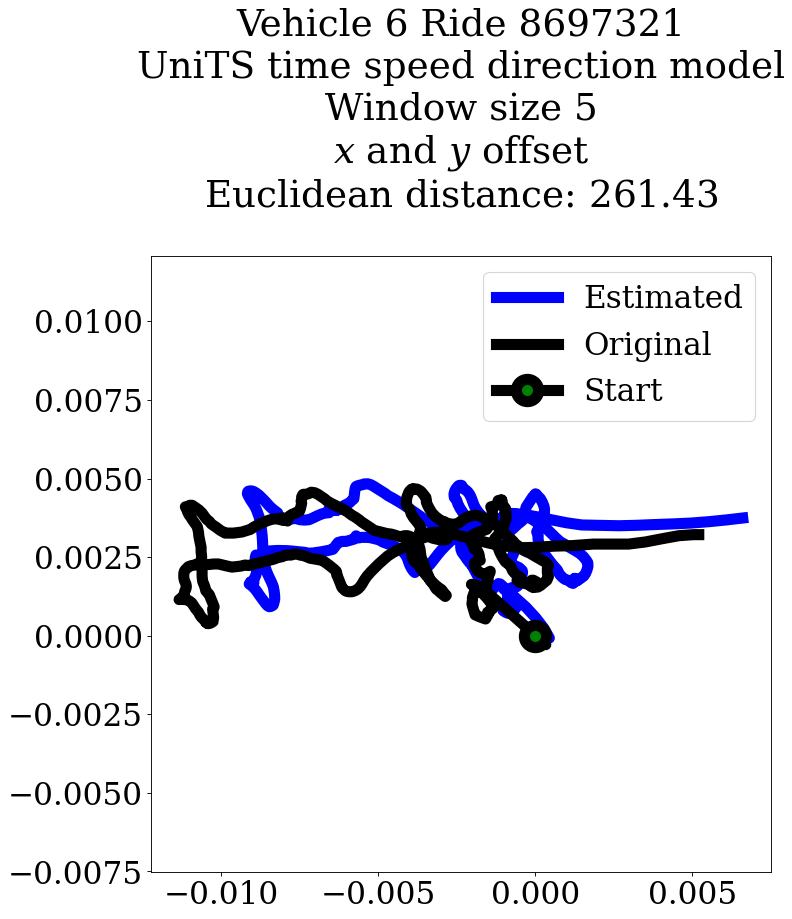 Vehicle 6 Ride 8697321
UniTS time speed direction model
Window size 5
x and y offset
Euclidean distance: 261.43
Estimated
Original
Start
0.0100
0.0075
0.0050
0.0025
0.0000
−0.0025
−0.0050
−0.0075
−0.010
−0.005
0.000
0.005